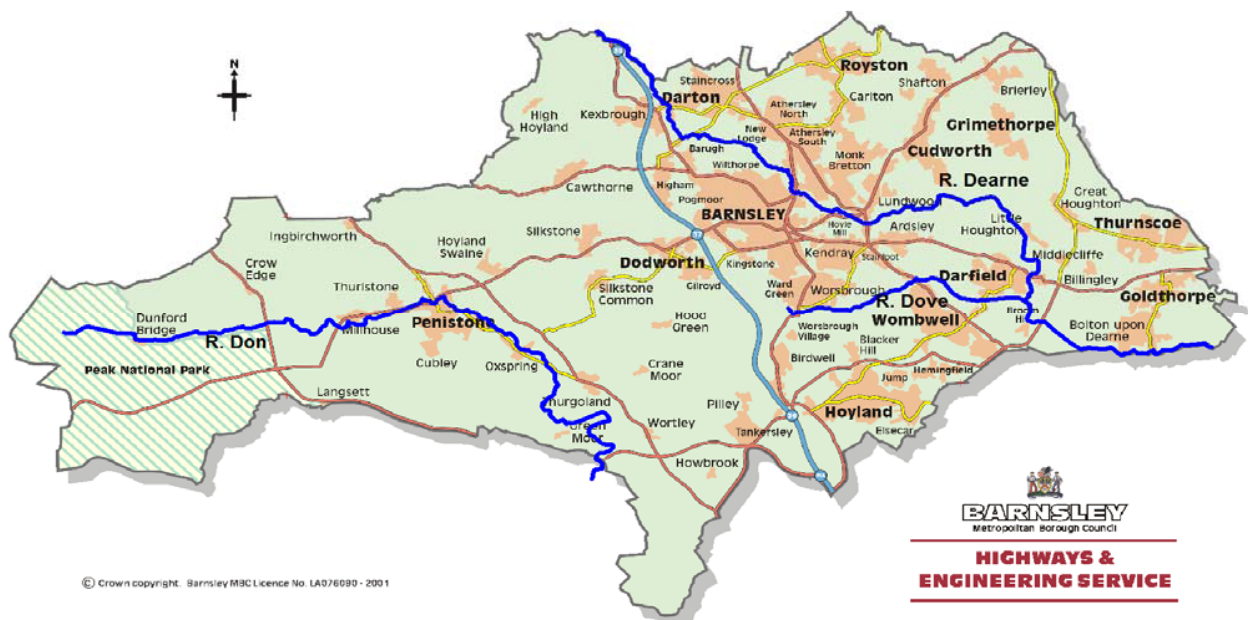 N
Royston
Staincross
Shafton
Darton
Carlton
Brierley
High
Hoyland
Kexbrough
Athersley
North
New
Lodge
Athersley
South
Grimethorpe
Barugh
Monk
Bretton
Cudworth
Wilthorpe
R. Dearne
Cawthorne
Higham
Pogmoor
Lundwoo
Great
Houghton
BARNSLEY
Hoyle
Mill
Ardsley
Little
Houghton
Thurnscoe
Ingbirchworth
Hoyland
Swaine
Silkstone
Kendray
Stairfoot
Middlecliffe
Crow
Edge
Dodworth
Kingstone
Darfield
Billingley
Thurlstone
Silkstone
Common
Gilroyd
Ward
Green
Worsbrough
R. Dove
Goldthorpe
Dunford
Bridge
Millhouse
Peniston
Hood
Green
Worsbrough
Village
Wombwell
Bolton upon
Dearne
R. Don
Blacker
Hill
Peak National Park
Cubley
Oxspring
Crane
Moor
Birdwell
Hemingfield
Langsett
Jump
Thurgoland
Pilley
Hoyland
Green
Moor
Wortley
Tankersley
Elsecar
Howbrook
BARNSLEY
Metropolitan Borough Council
HIGHWAYS &
ENGINEERING SERVICE
© Crown copyright. Barnsley MBC Licence No. LA076090 - 2001